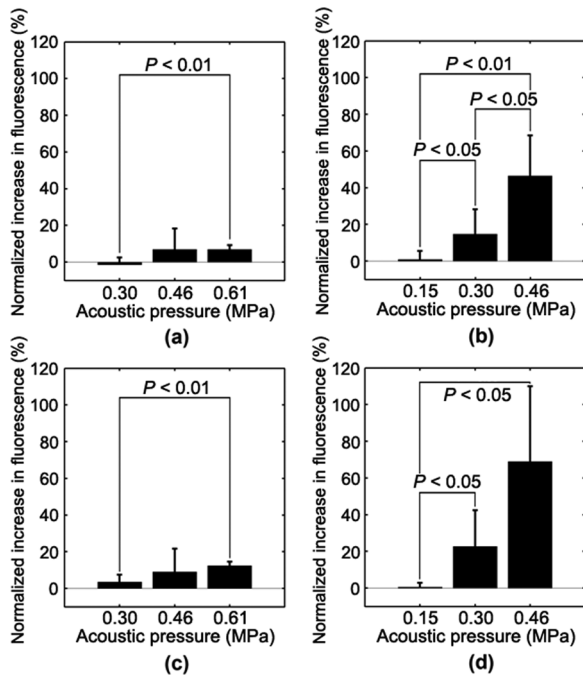 Normalized increase in fluorescence (%)
120
100
80
60
40
20
0
P < 0.01
0.30 0.46 0.61
Acoustic pressure (MPa)
(a)
Normalized increase in fluorescence (%)
120
100
80
60
40
20
0
P < 0.01
P < 0.05
P < 0.05
0.15 0.30 0.46
Acoustic pressure (MPa)
(b)
Normalized increase in fluorescence (%)
120
100
80
60
40
20
0
P < 0.01
0.30 0.46 0.61
Acoustic pressure (MPa)
(c)
Normalized increase in fluorescence (%)
120
100
80
60
40
20
0
P < 0.05
P < 0.05
0.15 0.30 0.46
Acoustic pressure (MPa)
(d)